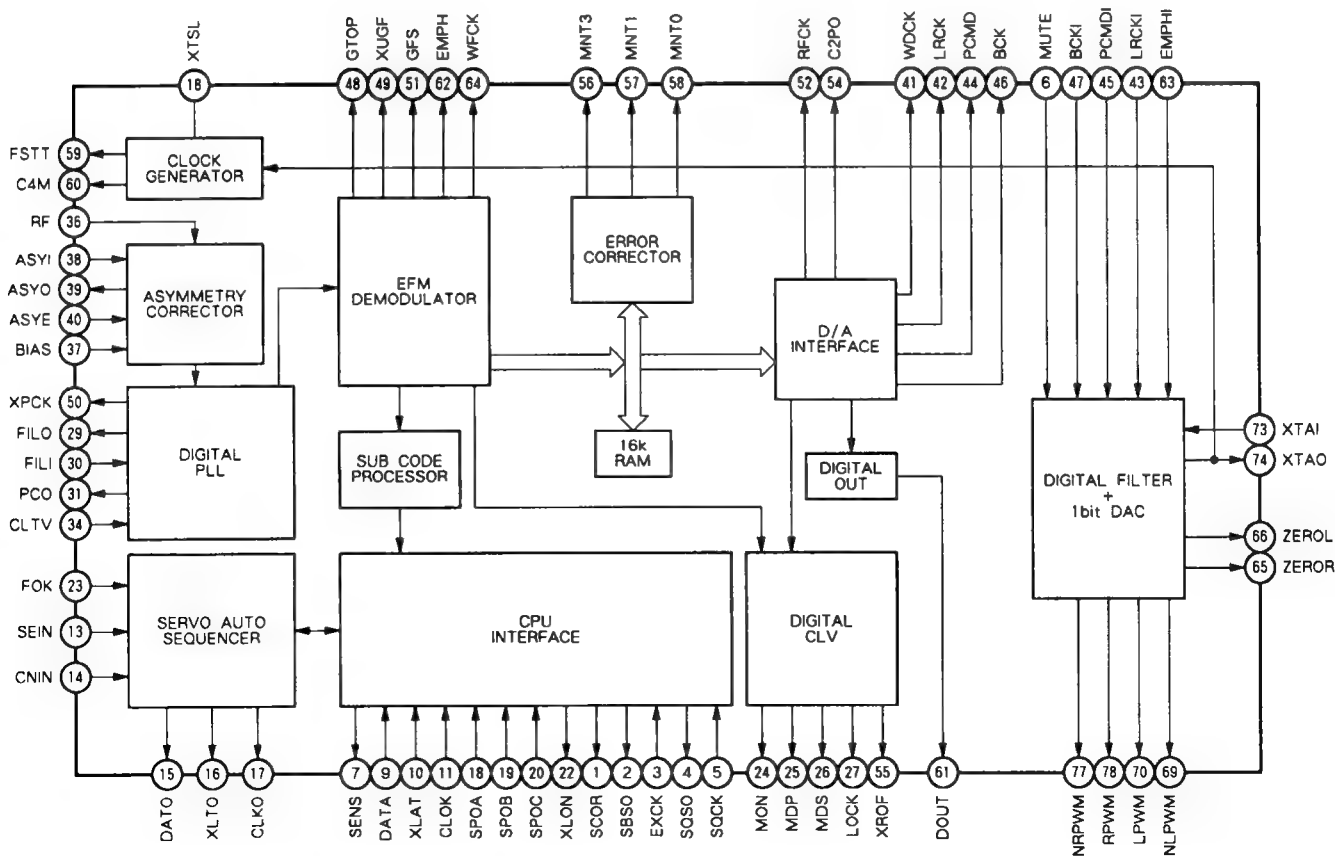 XTSL
GTOP
XUGF
GFS
EMPH
WFCK
MNT3
MNT1
MNT0
RFCK
C2PO
WDCK
LRCK
PCMD
BCK
MUTE
BCKI
PCMDI
LRCKI
EMPHI
18
48
49
51
62
64
56
57
58
52
54
41
42
44
46
6
47
45
43
63
FSTT 59
C4M 60
CLOCK
GENERATOR
RF 36
ASYI 38
ASYO 39
ASYE 40
BIAS 37
ASYMMETRY
CORRECTOR
EFM
DEMODULATOR
ERROR
CORRECTOR
D/A
INTERFACE
XPCK 50
FILO 29
FILI 30
PCO 31
CLTV 34
DIGITAL
PLL
SUB CODE
PROCESSOR
16k
RAM
DIGITAL
OUT
DIGITAL FILTER
+
1bit DAC
73 XTAI
74 XTAO
66 ZEROL
65 ZEROR
FOK 23
SEIN 13
CNIN 14
SERVO AUTO
SEQUENCER
CPU
INTERFACE
DIGITAL
CLV
15
16
17
7
9
10
11
18
19
20
22
1
2
3
4
5
24
25
26
27
55
61
77
78
70
69
DATO
XLTO
CLKO
SENS
DATA
XLAT
CLOK
SPOA
SPOB
SPOC
XLON
SCOR
SBSO
EXCK
SQSO
SQCK
MON
MDP
MDS
LOCK
XROF
DOUT
NRPWM
RPWM
LPWM
NLPWM